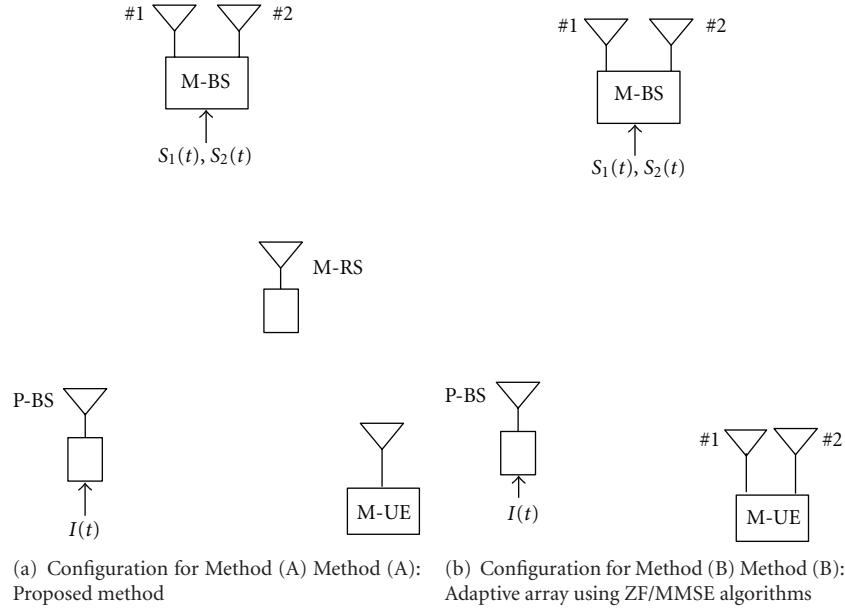 #1 #2
M-BS
S₁(t), S₂(t)
M-RS
P-BS
I(t)
M-UE
(a) Configuration for Method (A) Method (A):
Proposed method
#1 #2
M-BS
S₁(t), S₂(t)
P-BS
I(t)
#1 #2
M-UE
(b) Configuration for Method (B) Method (B):
Adaptive array using ZF/MMSE algorithms